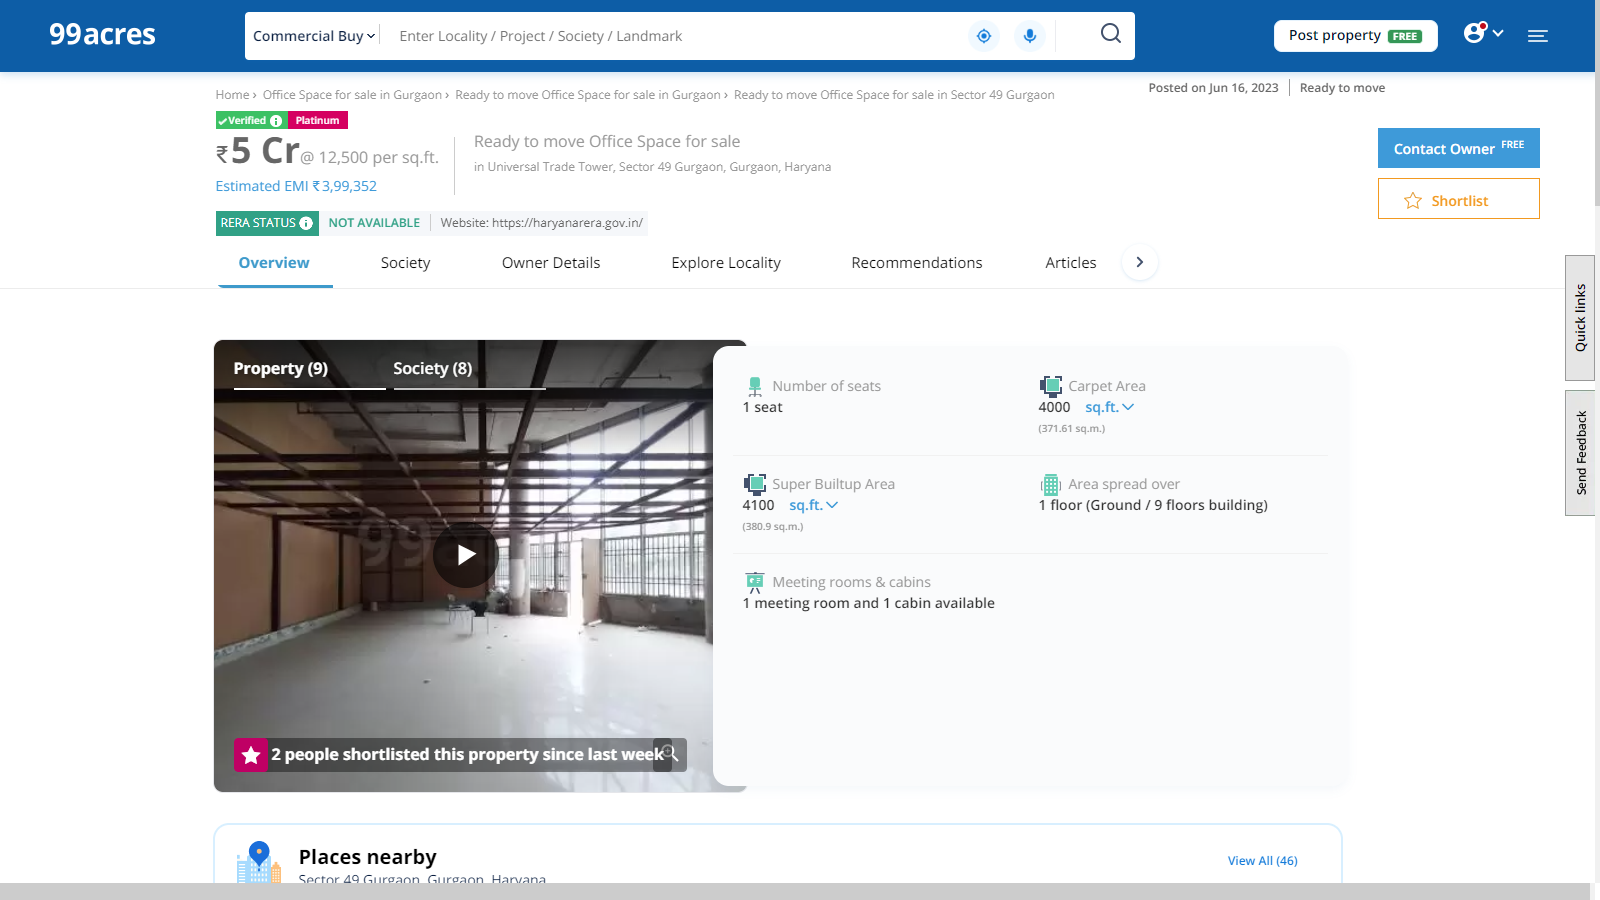 99acres
Commercial Buy
Enter Locality / Project / Society / Landmark
Post property FREE
Home › Office Space for sale in Gurgaon › Ready to move Office Space for sale in Gurgaon › Ready to move Office Space for sale in Sector 49 Gurgaon
Posted on Jun 16, 2023 | Ready to move
Verified Platinum
₹5 Cr @ 12,500 per sq.ft.
Estimated EMI ₹3,99,352
Ready to move Office Space for sale
in Universal Trade Tower, Sector 49 Gurgaon, Gurgaon, Haryana
Contact Owner FREE
Shortlist
RERA STATUS NOT AVAILABLE Website: https://haryanarera.gov.in/
Overview Society Owner Details Explore Locality Recommendations Articles
Quick links
Send Feedback
Property (9) Society (8)
99
2 people shortlisted this property since last week
Number of seats
1 seat
Carpet Area
4000 sq.ft.
(371.61 sq.m.)
Super Builtup Area
4100 sq.ft.
(380.9 sq.m.)
Area spread over
1 floor (Ground / 9 floors building)
Meeting rooms & cabins
1 meeting room and 1 cabin available
Places nearby
View All (46)
Sector 49 Gurgaon, Gurgaon, Haryana